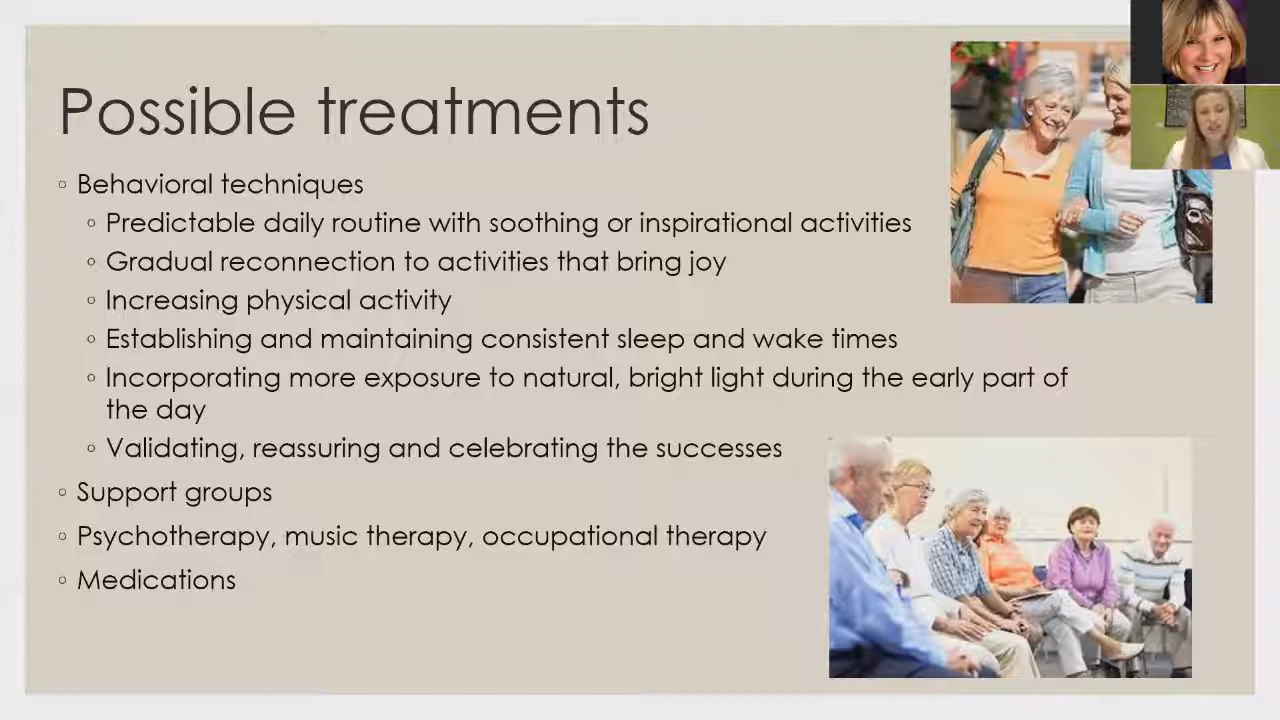 Possible treatments
◦ Behavioral techniques
◦ Predictable daily routine with soothing or inspirational activities
◦ Gradual reconnection to activities that bring joy
◦ Increasing physical activity
◦ Establishing and maintaining consistent sleep and wake times
◦ Incorporating more exposure to natural, bright light during the early part of
the day
◦ Validating, reassuring and celebrating the successes
◦ Support groups
◦ Psychotherapy, music therapy, occupational therapy
◦ Medications